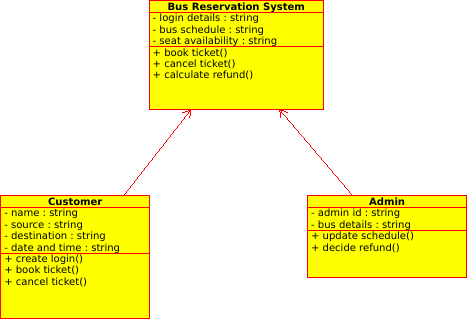 Bus Reservation System
- login details : string
- bus schedule : string
- seat availability : string
+ book ticket()
+ cancel ticket()
+ calculate refund()
Customer
- name : string
- source : string
- destination : string
- date and time : string
+ create login()
+ book ticket()
+ cancel ticket()
Admin
- admin id : string
- bus details : string
+ update schedule()
+ decide refund()